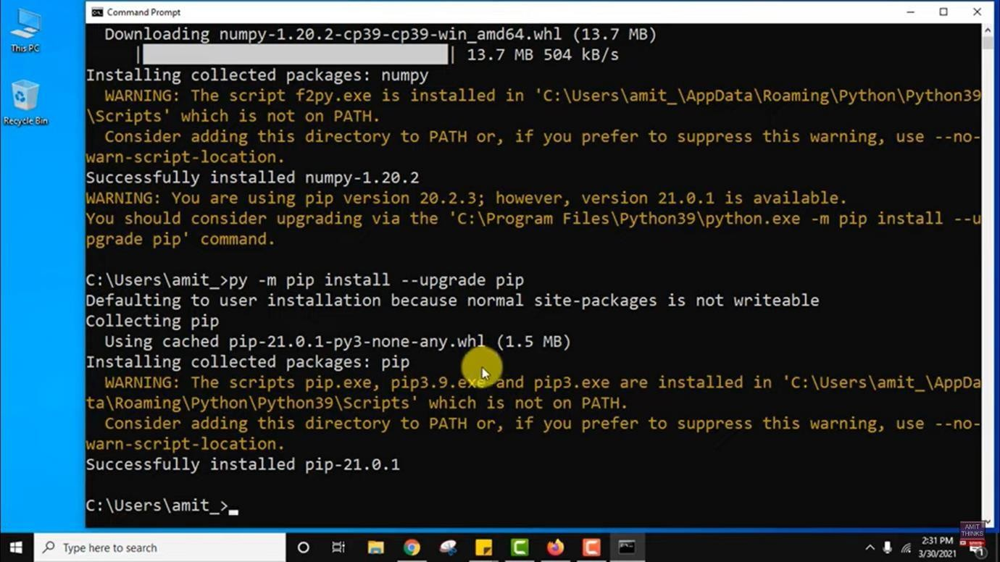 This PC
Recycle Bin
Command Prompt
Downloading numpy-1.20.2-cp39-cp39-win_amd64.whl (13.7 MB)
| | 13.7 MB 504 kB/s
Installing collected packages: numpy
WARNING: The script f2py.exe is installed in 'C:\Users\amit_\AppData\Roaming\Python\Python39
\Scripts' which is not on PATH.
Consider adding this directory to PATH or, if you prefer to suppress this warning, use --no-
warn-script-location.
Successfully installed numpy-1.20.2
WARNING: You are using pip version 20.2.3; however, version 21.0.1 is available.
You should consider upgrading via the 'C:\Program Files\Python39\python.exe -m pip install --u
pgrade pip' command.
C:\Users\amit_>py -m pip install --upgrade pip
Defaulting to user installation because normal site-packages is not writeable
Collecting pip
Using cached pip-21.0.1-py3-none-any.whl (1.5 MB)
Installing collected packages: pip
WARNING: The scripts pip.exe, pip3.9.exe and pip3.exe are installed in 'C:\Users\amit_\AppDa
ta\Roaming\Python\Python39\Scripts' which is not on PATH.
Consider adding this directory to PATH or, if you prefer to suppress this warning, use --no-
warn-script-location.
Successfully installed pip-21.0.1
C:\Users\amit_>
AMIT
THINKS
Type here to search
2:31 PM
3/30/2021
1